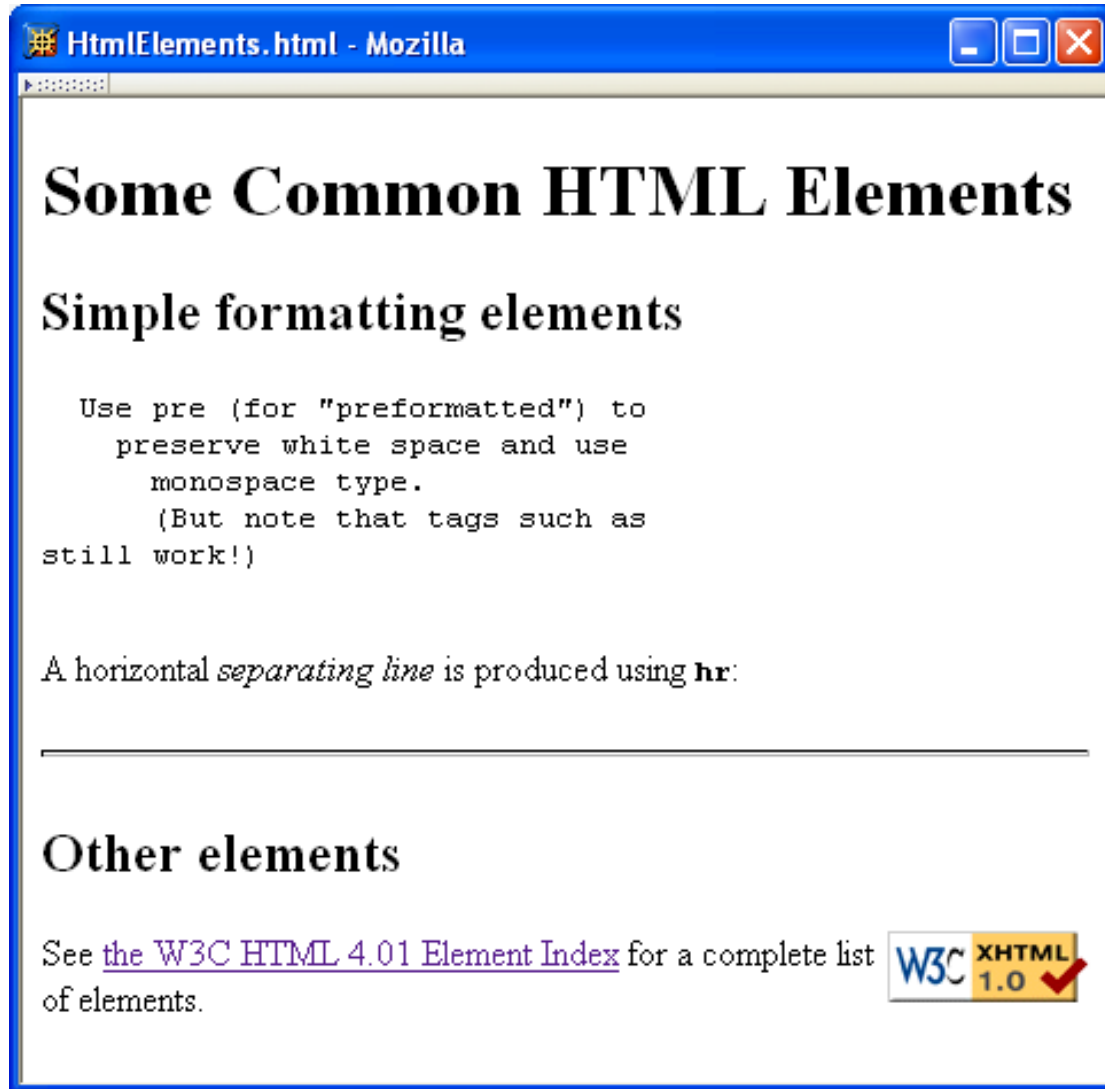 HtmlElements.html - Mozilla
Some Common HTML Elements
Simple formatting elements
Use pre (for "preformatted") to
preserve white space and use
monospace type.
(But note that tags such as
still work!)
A horizontal separating line is produced using hr:
Other elements
See the W3C HTML 4.01 Element Index for a complete list
of elements.
W3C XHTML
1.0